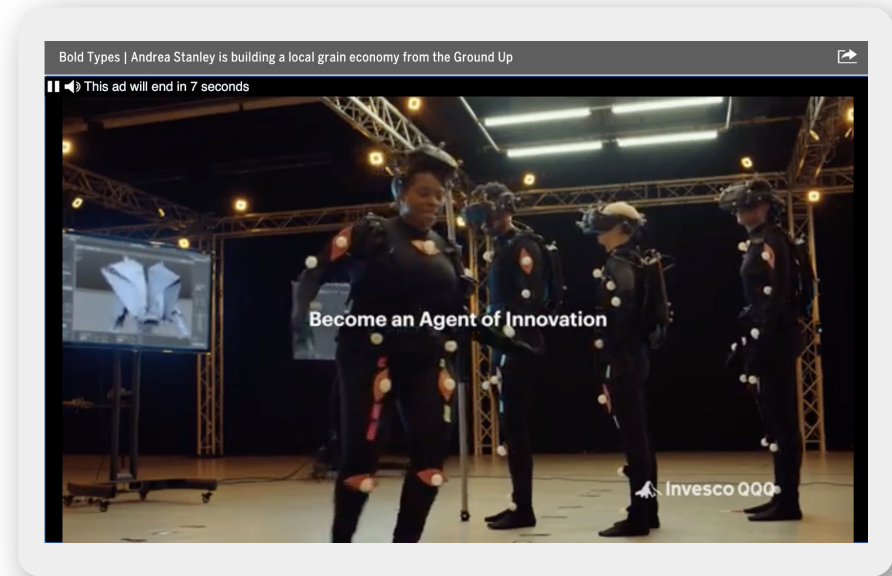 Bold Types | Andrea Stanley is building a local grain economy from the Ground Up
This ad will end in 7 seconds
Become an Agent of Innovation
Invesco QQQ